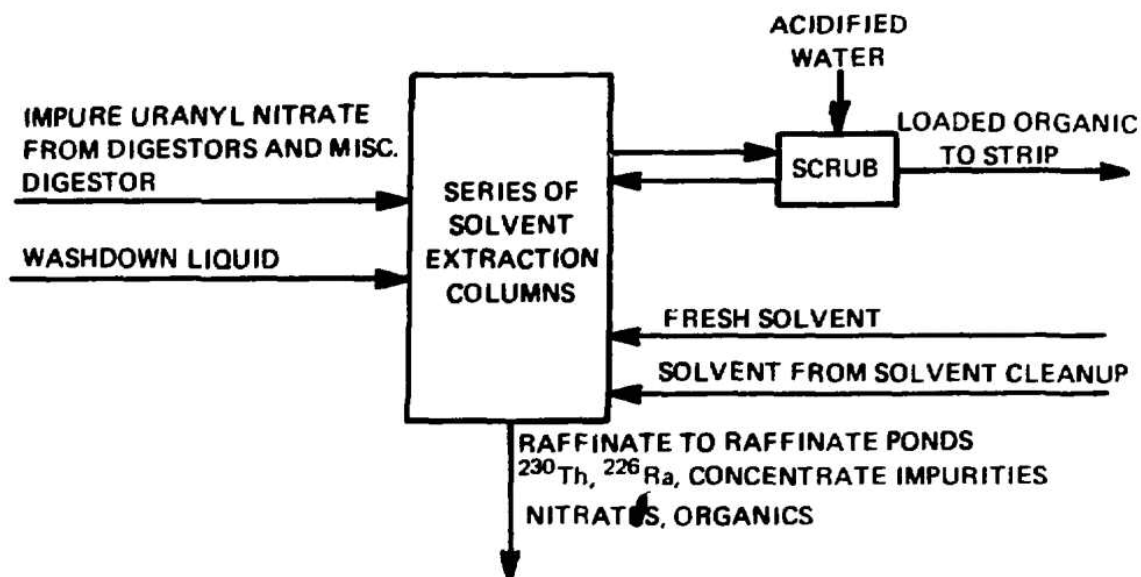 ACIDIFIED
WATER
IMPURE URANYL NITRATE
FROM DIGESTORS AND MISC.
DIGESTOR
LOADED ORGANIC
TO STRIP
SCRUB
SERIES OF
SOLVENT
EXTRACTION
COLUMNS
WASHDOWN LIQUID
FRESH SOLVENT
SOLVENT FROM SOLVENT CLEANUP
RAFFINATE TO RAFFINATE PONDS
²³⁰Th, ²²⁶Ra, CONCENTRATE IMPURITIES
NITRATES, ORGANICS